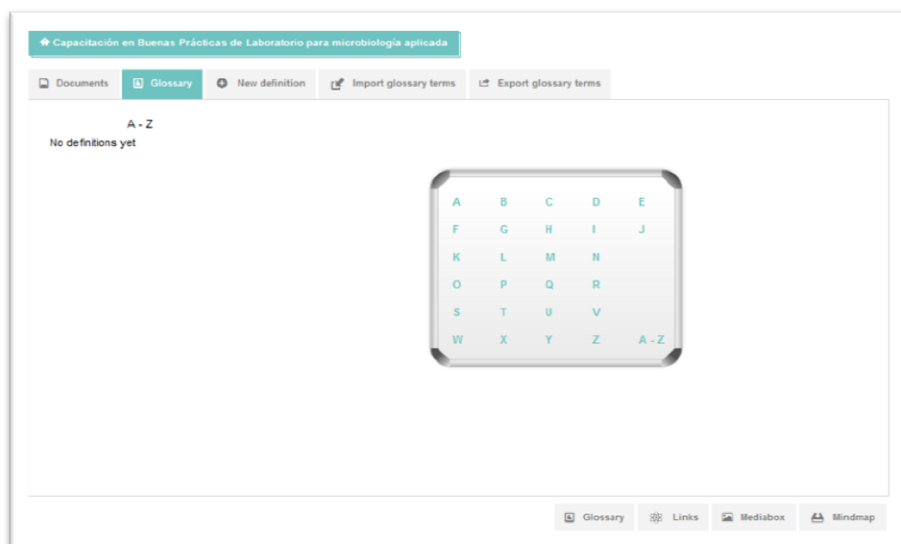 Capacitación en Buenas Prácticas de Laboratorio para microbiología aplicada
Documents Glossary New definition Import glossary terms Export glossary terms
A - Z
No definitions yet
A B C D E
F G H I J
K L M N
O P Q R
S T U V
W X Y Z A - Z
Glossary Links Mediabox Mindmap